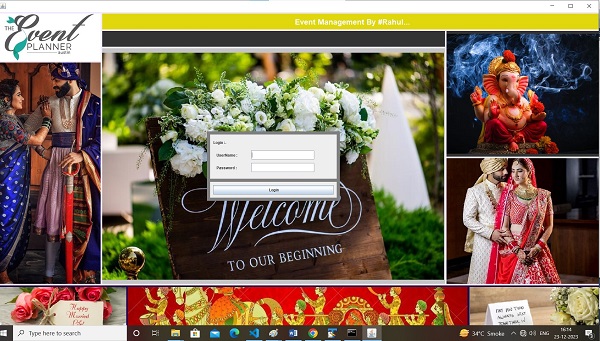 THE
Event
PLANNER
austin
Event Management By #Rahul...
Login :
UserName :
Password :
Login
Welcome
TO OUR BEGINNING
Happy
Married
Life
Type here to search
34°C Smoke
ENG
16:14
23-12-2023